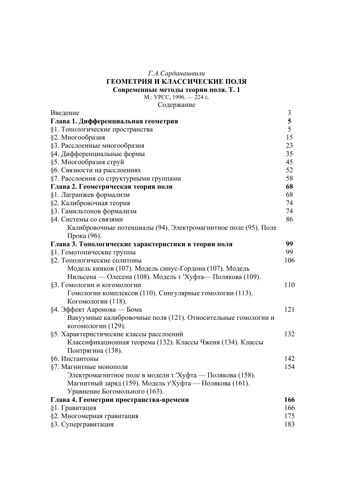 Г.А.Сарданашвили
ГЕОМЕТРИЯ И КЛАССИЧЕСКИЕ ПОЛЯ
Современные методы теории поля. Т. 1
М.: УРСС, 1996. — 224 с.
Содержание
Введение 3
Глава 1. Дифференциальная геометрия 5
§1. Топологические пространства 5
§2. Многообразия 15
§3. Расслоенные многообразия 23
§4. Дифференциальные формы 35
§5. Многообразия струй 45
§6. Связности на расслоениях 52
§7. Расслоения со структурными группами 58
Глава 2. Геометрическая теория поля 68
§1. Лагранжев формализм 68
§2. Калибровочная теория 74
§3. Гамильтонов формализм 74
§4. Системы со связями 86
Калибровочные потенциалы (94). Электромагнитное поле (95). Поле
Прока (96).
Глава 3. Топологические характеристики в теории поля 99
§1. Гомотопические группы 99
§2. Топологические солитоны 106
Модель кинков (107). Модель синус-Гордона (107). Модель
Нильсена — Олесена (108). Модель т 'Хуфта— Полякова (109).
§3. Гомологии и когомологии 110
Гомологии комплексов (110). Сингулярные гомологии (113).
Когомологии (118).
§4. Эффект Ааронова — Бома 121
Вакуумные калибровочные поля (121). Относительные гомологии и
когомологии (129).
§5. Характеристические классы расслоений 132
Классификационная теорема (132). Классы Чженя (134). Классы
Понтрягина (138).
§6. Инстантоны 142
§7. Магнитные монополи 154
Электромагнитное поле в модели т 'Хуфта — Полякова (158).
Магнитный заряд (159). Модель т'Хуфта — Полякова (161).
Уравнение Богомольного (163).
Глава 4. Геометрии пространства-времени 166
§1. Гравитация 166
§2. Многомерная гравитация 175
§3. Супергравитация 183